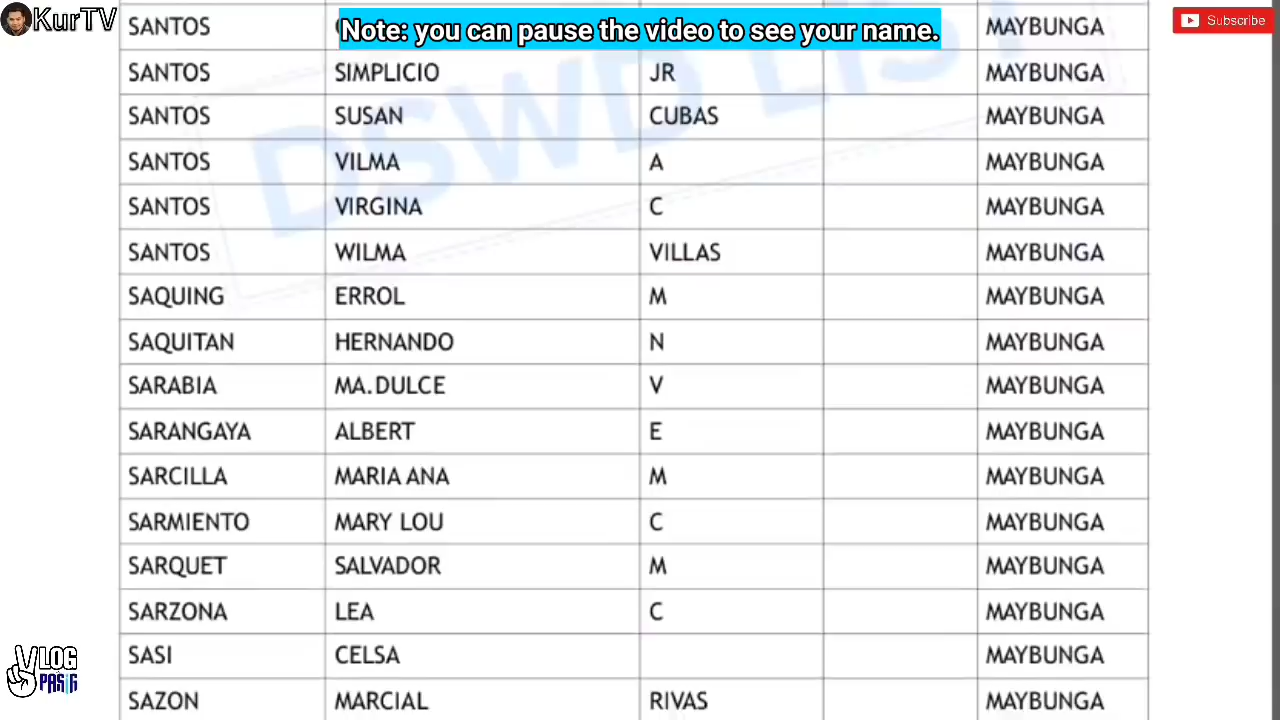 KurTV
Note: you can pause the video to see your name.
Subscribe
SANTOS MAYBUNGA
SANTOS SIMPLICIO JR MAYBUNGA
SANTOS SUSAN CUBAS MAYBUNGA
SANTOS VILMA A MAYBUNGA
SANTOS VIRGINA C MAYBUNGA
SANTOS WILMA VILLAS MAYBUNGA
SAQUING ERROL M MAYBUNGA
SAQUITAN HERNANDO N MAYBUNGA
SARABIA MA.DULCE V MAYBUNGA
SARANGAYA ALBERT E MAYBUNGA
SARCILLA MARIA ANA M MAYBUNGA
SARMIENTO MARY LOU C MAYBUNGA
SARQUET SALVADOR M MAYBUNGA
SARZONA LEA C MAYBUNGA
SASI CELSA MAYBUNGA
SAZON MARCIAL RIVAS MAYBUNGA
DSWD LIST
VLOG
PASIG